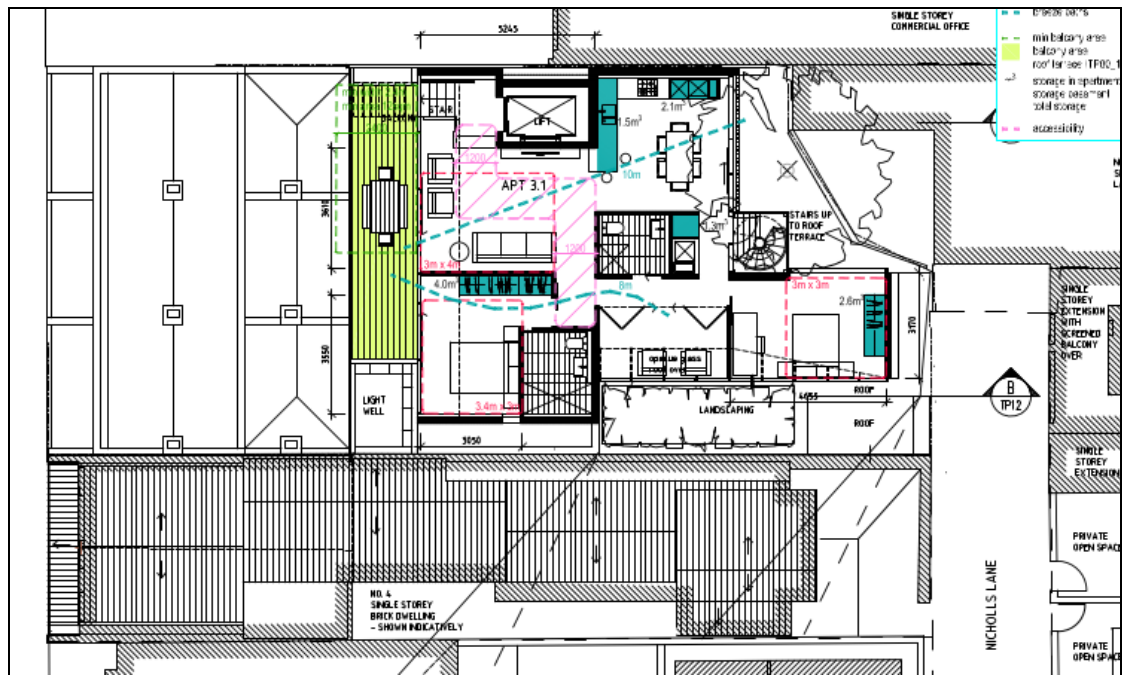 5245
SINGLE STOREY
COMMERCIAL OFFICE
breeze paths
min balcony area
balcony area
storage in apartment
storage basement
total storage
accessibility
STAIR
LIFT
2.1m³
1.5m³
1200
APT 3.1
10m
3610
3m x 4m
1200
1.3m³
STAIRS UP
TO ROOF
TERRACE
4.0m³
8m
3m x 3m
2.6m³
3170
SINGLE
STOREY
EXTENSION
WITH
SCREENED
BALCONY
OVER
3550
LIGHT
WELL
3.4m x 3m
LANDSCAPING
4655
ROOF
ROOF
B
TP12
3050
SINGLE
STOREY
EXTENSION
PRIVATE
OPEN SPACE
NO. 4
SINGLE STOREY
BRICK DWELLING
- SHOWN INDICATIVELY
NICHOLLS LANE
PRIVATE
OPEN SPACE